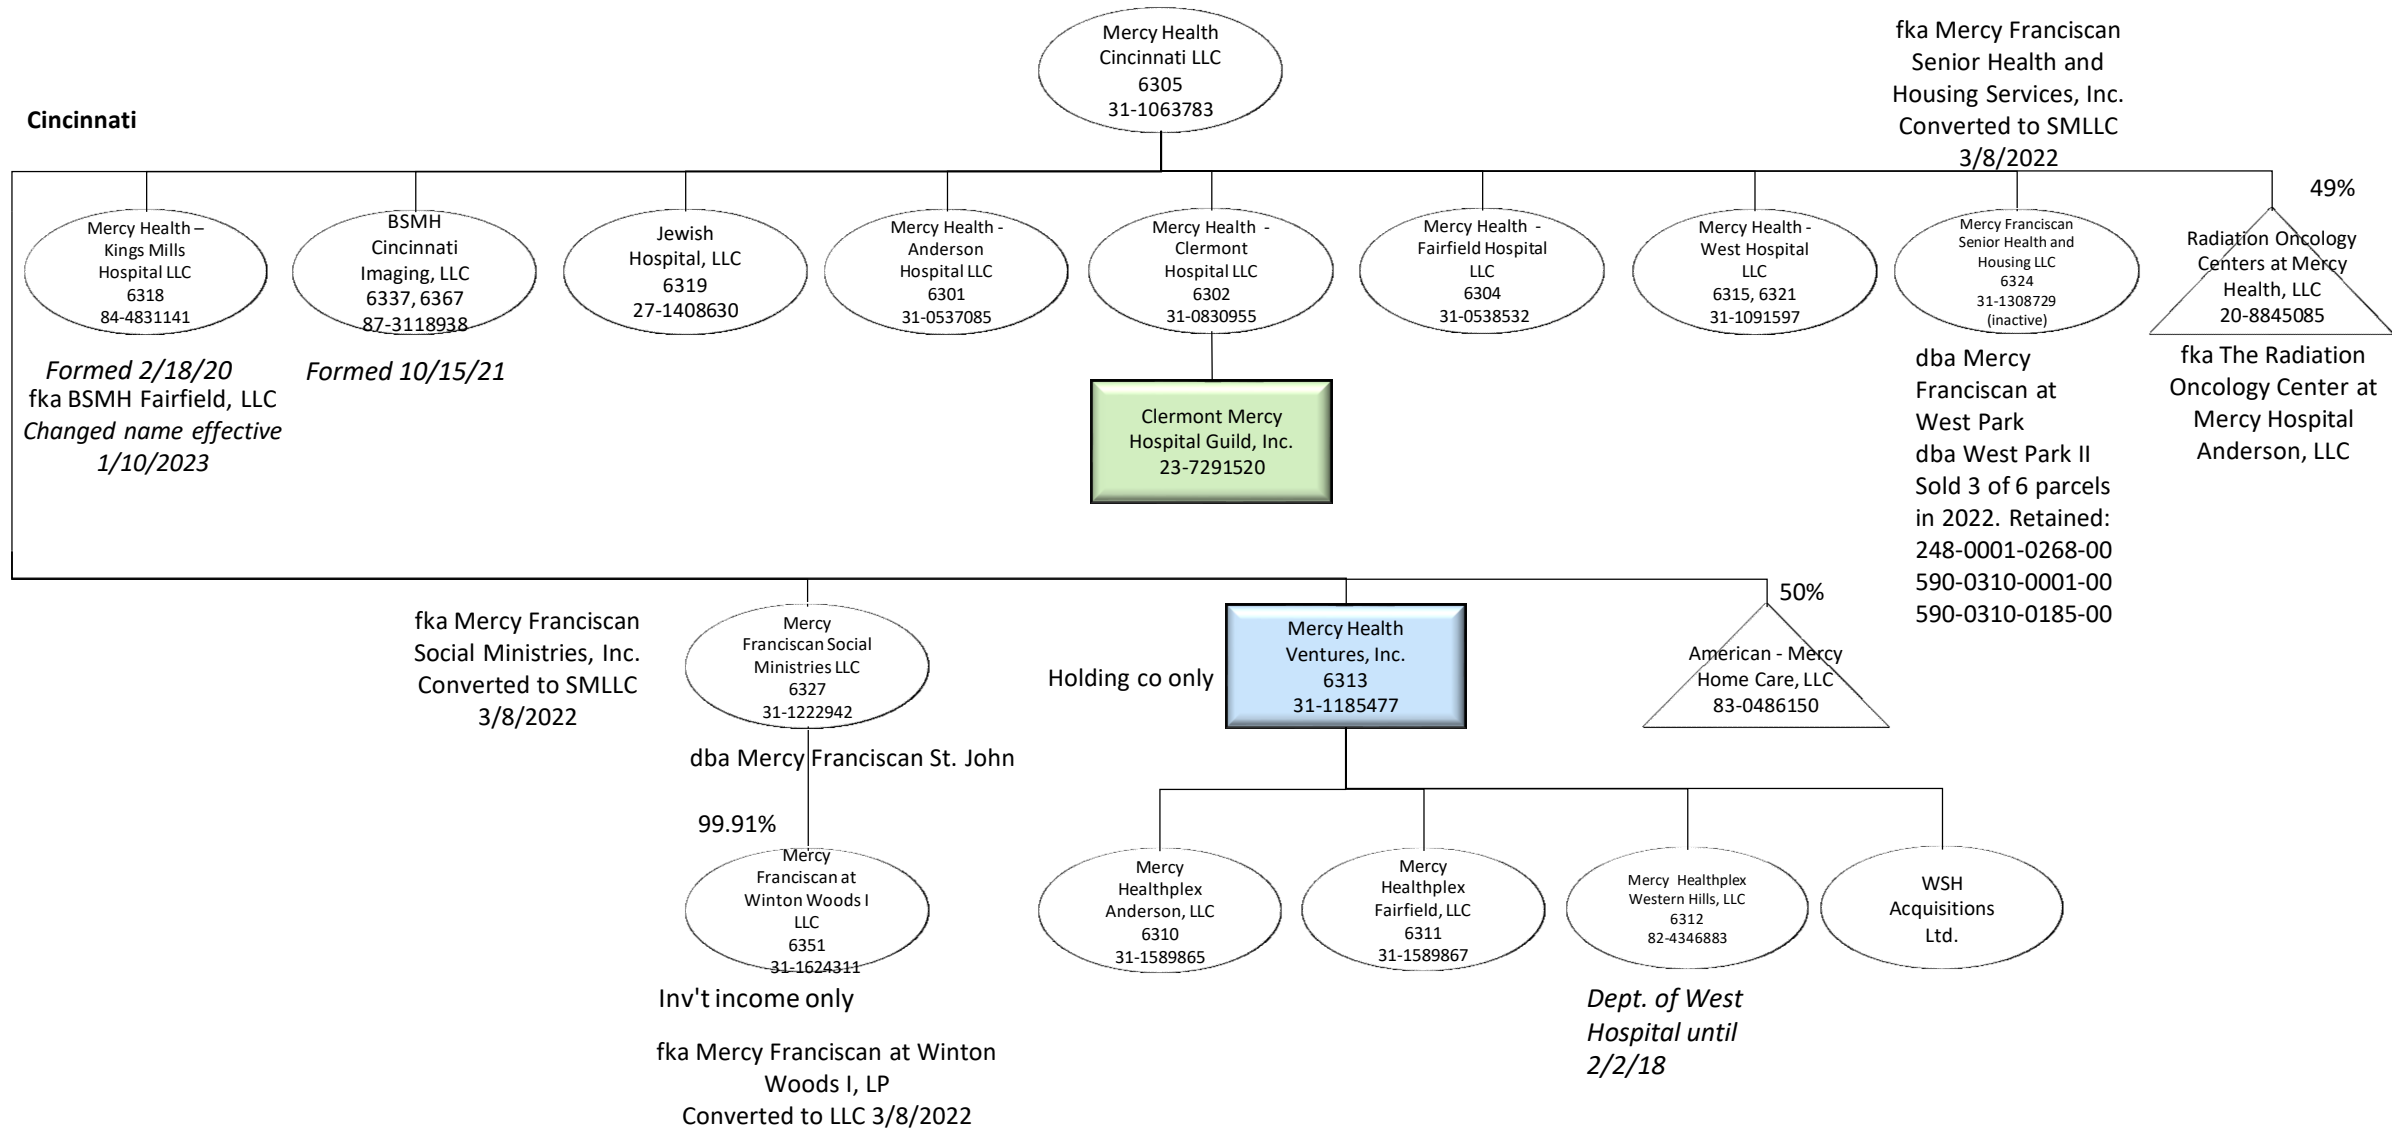 Mercy Health
Cincinnati LLC
6305
31-1063783
fka Mercy Franciscan
Senior Health and
Housing Services, Inc.
Converted to SMLLC
3/8/2022
Cincinnati
49%
Mercy Health –
Kings Mills
Hospital LLC
6318
84-4831141
BSMH
Cincinnati
Imaging, LLC
6337, 6367
87-3118938
Jewish
Hospital, LLC
6319
27-1408630
Mercy Health -
Anderson
Hospital LLC
6301
31-0537085
Mercy Health -
Clermont
Hospital LLC
6302
31-0830955
Mercy Health -
Fairfield Hospital
LLC
6304
31-0538532
Mercy Health -
West Hospital
LLC
6315, 6321
31-1091597
Mercy Franciscan
Senior Health and
Housing LLC
6324
31-1308729
(inactive)
Radiation Oncology
Centers at Mercy
Health, LLC
20-8845085
Formed 2/18/20
fka BSMH Fairfield, LLC
Changed name effective
1/10/2023
Formed 10/15/21
Clermont Mercy
Hospital Guild, Inc.
23-7291520
dba Mercy
Franciscan at
West Park
dba West Park II
Sold 3 of 6 parcels
in 2022. Retained:
248-0001-0268-00
590-0310-0001-00
590-0310-0185-00
fka The Radiation
Oncology Center at
Mercy Hospital
Anderson, LLC
fka Mercy Franciscan
Social Ministries, Inc.
Converted to SMLLC
3/8/2022
Mercy
Franciscan Social
Ministries LLC
6327
31-1222942
dba Mercy Franciscan St. John
Holding co only
Mercy Health
Ventures, Inc.
6313
31-1185477
50%
American - Mercy
Home Care, LLC
83-0486150
99.91%
Mercy
Franciscan at
Winton Woods I
LLC
6351
31-1624311
Inv't income only
fka Mercy Franciscan at Winton
Woods I, LP
Converted to LLC 3/8/2022
Mercy
Healthplex
Anderson, LLC
6310
31-1589865
Mercy
Healthplex
Fairfield, LLC
6311
31-1589867
Mercy Healthplex
Western Hills, LLC
6312
82-4346883
WSH
Acquisitions
Ltd.
Dept. of West
Hospital until
2/2/18